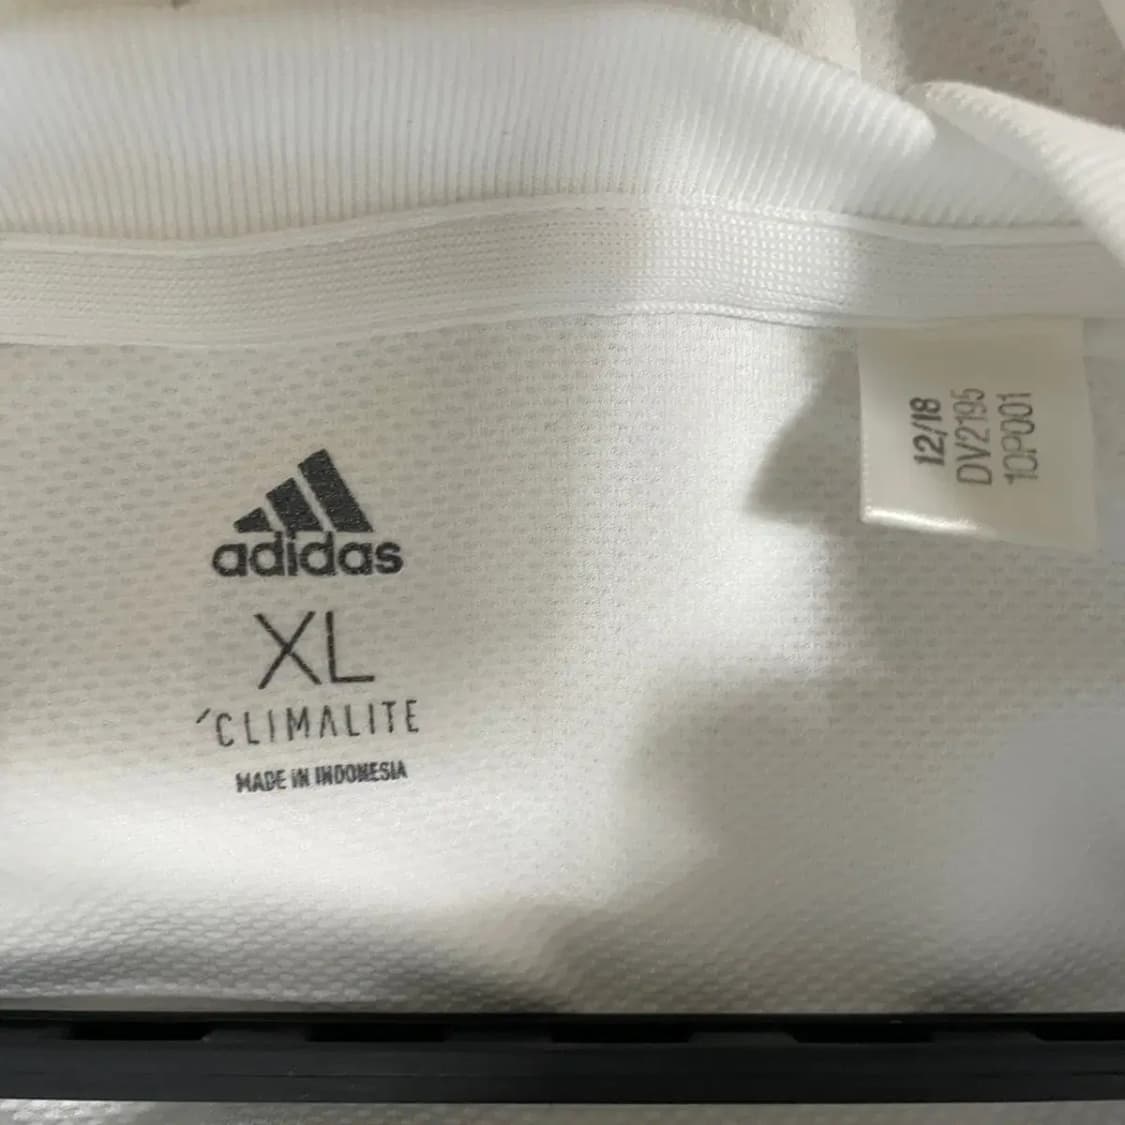 adidas
XL
'CLIMALITE
MADE IN INDONESIA
12/18
DV2195
10P001